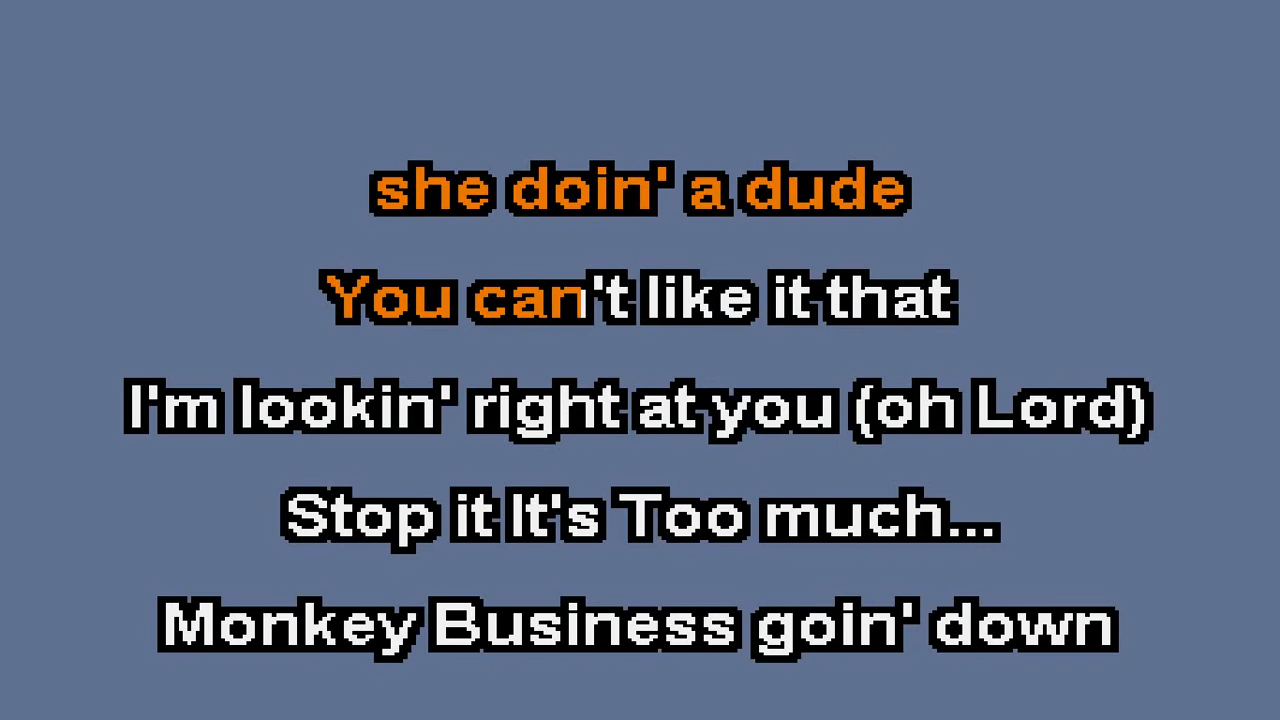 she doin' a dude
You can't like it that
I'm lookin' right at you (oh Lord)
Stop it It's Too much...
Monkey Business goin' down